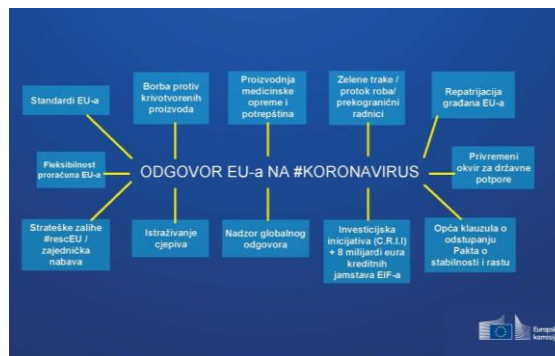 Standardi EU-a
Borba protiv
krivotvorenih
proizvoda
Proizvodnja
medicinske
opreme i
potrepština
Zelene trake /
protok roba/
prekogranični
radnici
Repatrijacija
građana EU-a
Fleksibilnost
proračuna EU-a
ODGOVOR EU-a NA #KORONAVIRUS
Privremeni
okvir za državne
potpore
Strateške zalihe
#rescEU /
zajednička
nabava
Istraživanje
cjepiva
Nadzor globalnog
odgovora
Investicijska
inicijativa (C.R.I.I)
+ 8 milijardi eura
kreditnih
jamstava EIF-a
Opća klauzula o
odstupanju
Pakta o
stabilnosti i rastu
Europsk
komisij